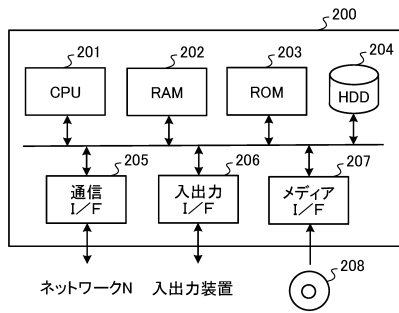 200
201
202
203
204
CPU
RAM
ROM
HDD
205
206
207
通信
I/F
入出力
I/F
メディア
I/F
ネットワークN
入出力装置
208